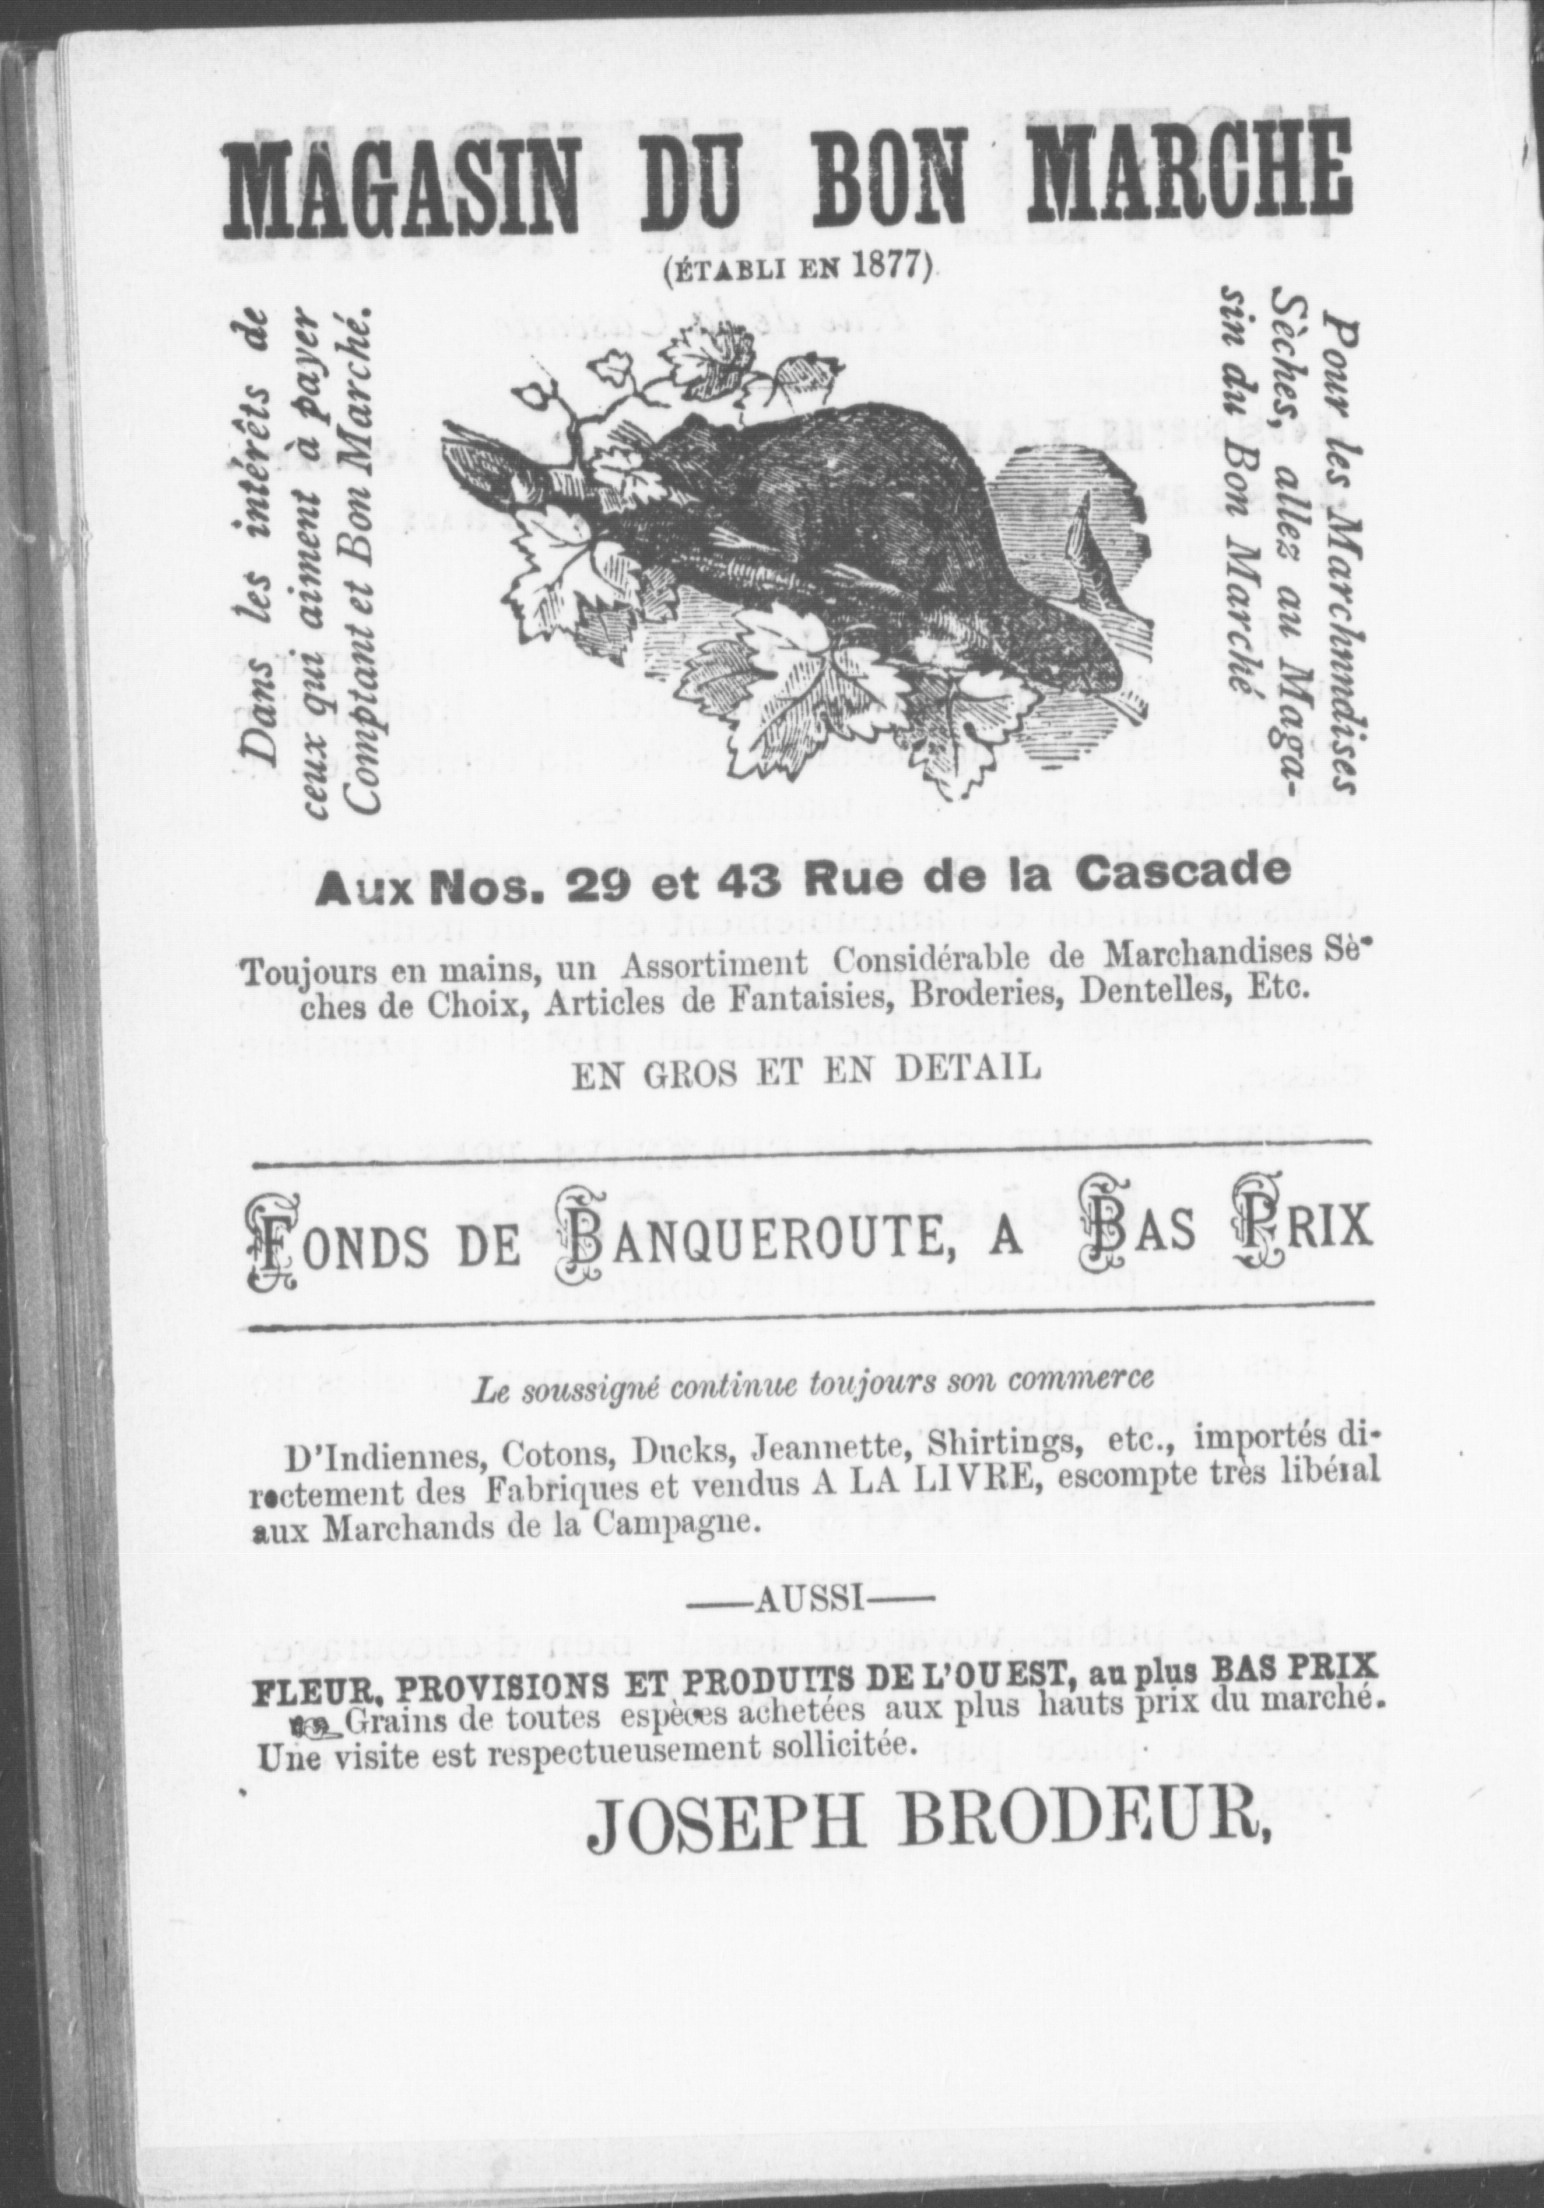 MAGASIN DU BON MARCHE
(ÉTABLI EN 1877)
Dans les intérêts de
ceux qui aiment à payer
Comptant et Bon Marché.
Pour les Marchandises
Sèches, allez au Maga-
sin du Bon Marché
Aux Nos. 29 et 43 Rue de la Cascade
Toujours en mains, un Assortiment Considérable de Marchandises Sè-
ches de Choix, Articles de Fantaisies, Broderies, Dentelles, Etc.
EN GROS ET EN DETAIL
FONDS DE BANQUEROUTE, A BAS PRIX
Le soussigné continue toujours son commerce
D'Indiennes, Cotons, Ducks, Jeannette, Shirtings, etc., importés di-
rectement des Fabriques et vendus A LA LIVRE, escompte très libéral
aux Marchands de la Campagne.
—AUSSI—
FLEUR, PROVISIONS ET PRODUITS DE L'OUEST, au plus BAS PRIX
Grains de toutes espèces achetées aux plus hauts prix du marché.
Une visite est respectueusement sollicitée.
JOSEPH BRODEUR,